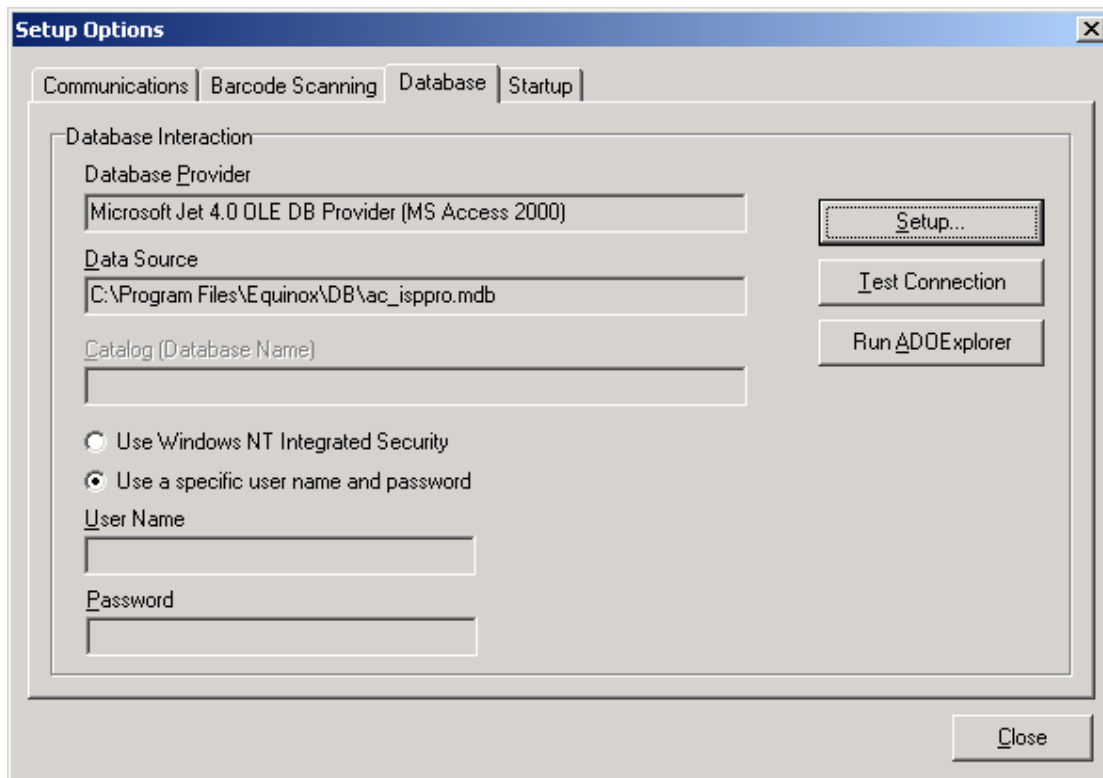 Setup Options
Communications Barcode Scanning Database Startup
Database Interaction
Database Provider
Microsoft Jet 4.0 OLE DB Provider (MS Access 2000)
Setup...
Data Source
C:\Program Files\Equinox\DB\ac_isppro.mdb
Test Connection
Catalog (Database Name)
Run ADOExplorer
Use Windows NT Integrated Security
Use a specific user name and password
User Name
Password
Close